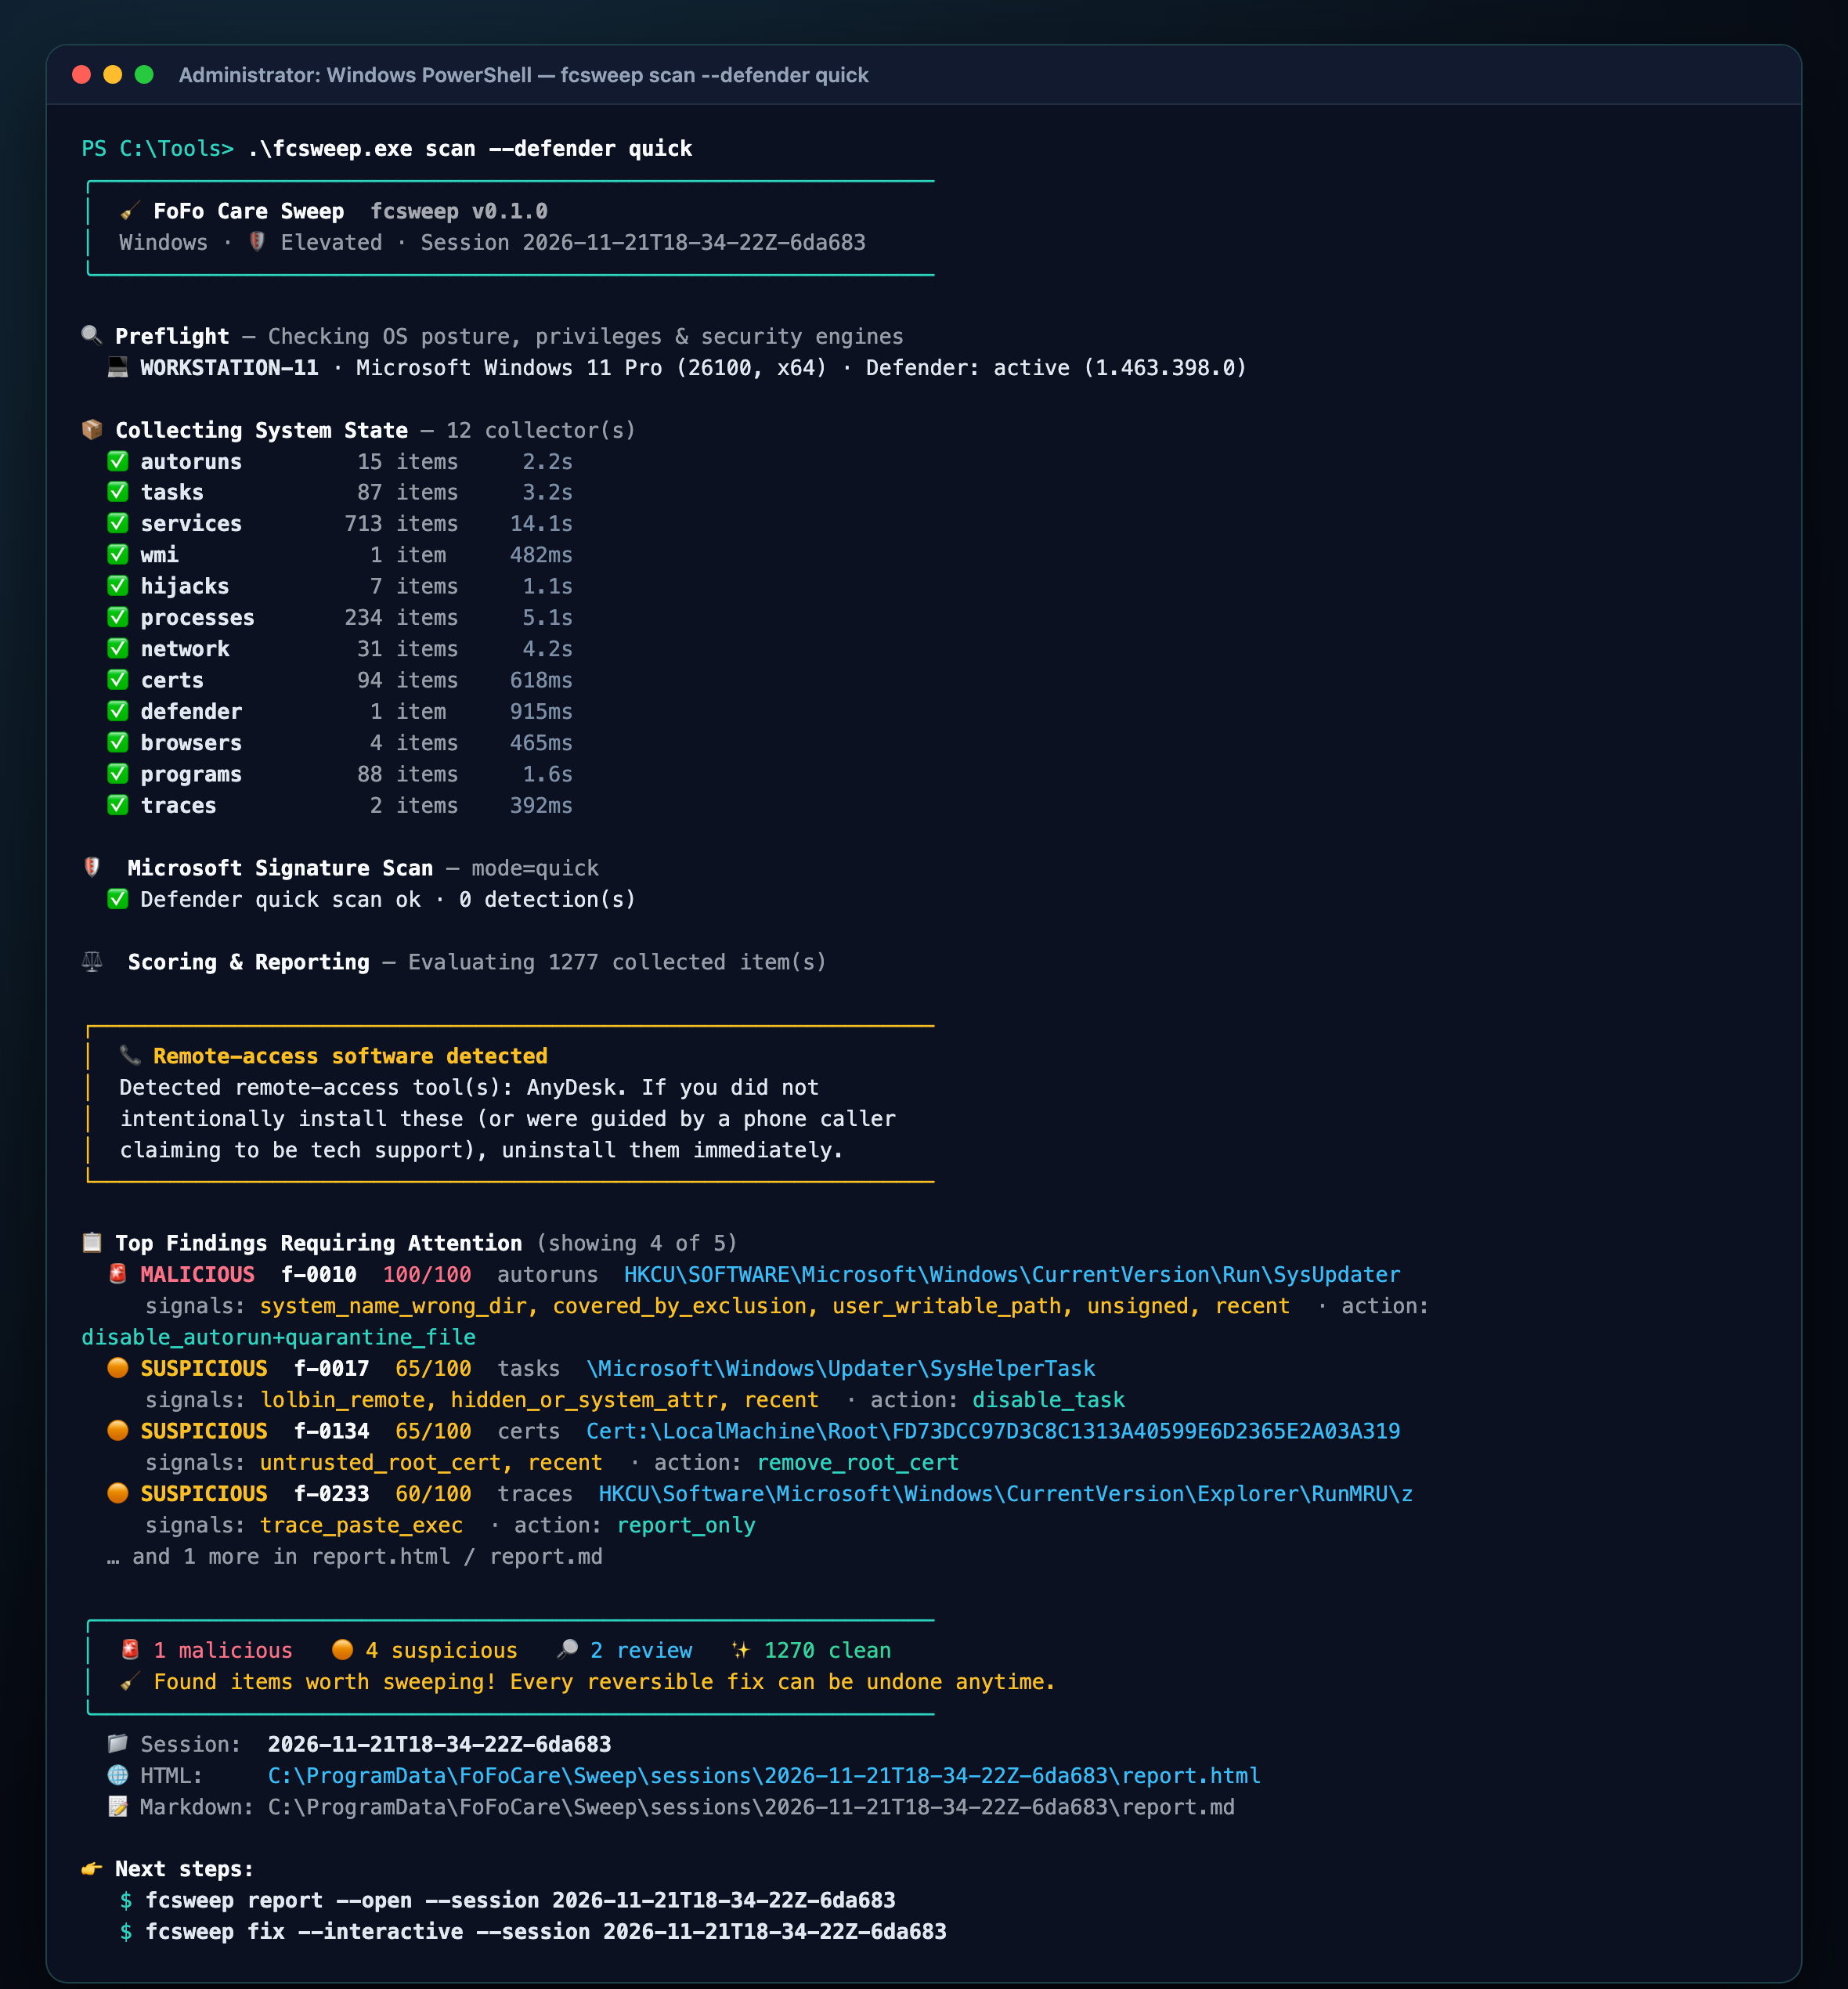 Administrator: Windows PowerShell — fcsweep scan --defender quick
PS C:\Tools> .\fcsweep.exe scan --defender quick
🧹 FoFo Care Sweep fcsweep v0.1.0
Windows · 🛡️ Elevated · Session 2026-11-21T18-34-22Z-6da683
🔍 Preflight — Checking OS posture, privileges & security engines
💻 WORKSTATION-11 · Microsoft Windows 11 Pro (26100, x64) · Defender: active (1.463.398.0)
📦 Collecting System State — 12 collector(s)
✅ autoruns 15 items 2.2s
✅ tasks 87 items 3.2s
✅ services 713 items 14.1s
✅ wmi 1 item 482ms
✅ hijacks 7 items 1.1s
✅ processes 234 items 5.1s
✅ network 31 items 4.2s
✅ certs 94 items 618ms
✅ defender 1 item 915ms
✅ browsers 4 items 465ms
✅ programs 88 items 1.6s
✅ traces 2 items 392ms
🛡️ Microsoft Signature Scan — mode=quick
✅ Defender quick scan ok · 0 detection(s)
⚖️ Scoring & Reporting — Evaluating 1277 collected item(s)
📞 Remote-access software detected
Detected remote-access tool(s): AnyDesk. If you did not
intentionally install these (or were guided by a phone caller
claiming to be tech support), uninstall them immediately.
📋 Top Findings Requiring Attention (showing 4 of 5)
🚨 MALICIOUS f-0010 100/100 autoruns HKCU\SOFTWARE\Microsoft\Windows\CurrentVersion\Run\SysUpdater
signals: system_name_wrong_dir, covered_by_exclusion, user_writable_path, unsigned, recent · action:
disable_autorun+quarantine_file
🟠 SUSPICIOUS f-0017 65/100 tasks \Microsoft\Windows\Updater\SysHelperTask
signals: lolbin_remote, hidden_or_system_attr, recent · action: disable_task
🟠 SUSPICIOUS f-0134 65/100 certs Cert:\LocalMachine\Root\FD73DCC97D3C8C1313A40599E6D2365E2A03A319
signals: untrusted_root_cert, recent · action: remove_root_cert
🟠 SUSPICIOUS f-0233 60/100 traces HKCU\Software\Microsoft\Windows\CurrentVersion\Explorer\RunMRU\z
signals: trace_paste_exec · action: report_only
… and 1 more in report.html / report.md
🚨 1 malicious 🟠 4 suspicious 🔎 2 review ✨ 1270 clean
🧹 Found items worth sweeping! Every reversible fix can be undone anytime.
📁 Session: 2026-11-21T18-34-22Z-6da683
🌐 HTML: C:\ProgramData\FoFoCare\Sweep\sessions\2026-11-21T18-34-22Z-6da683\report.html
📝 Markdown: C:\ProgramData\FoFoCare\Sweep\sessions\2026-11-21T18-34-22Z-6da683\report.md
👉 Next steps:
$ fcsweep report --open --session 2026-11-21T18-34-22Z-6da683
$ fcsweep fix --interactive --session 2026-11-21T18-34-22Z-6da683